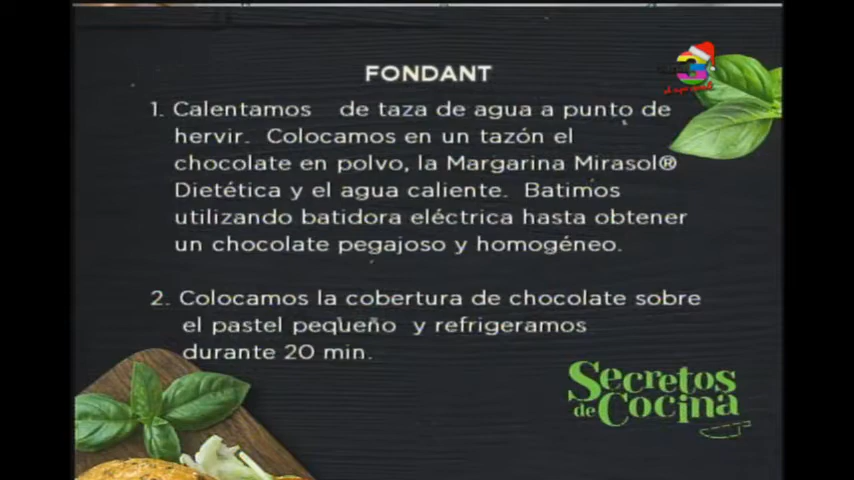 FONDANT
1. Calentamos de taza de agua a punto de
hervir. Colocamos en un tazón el
chocolate en polvo, la Margarina Mirasol®
Dietética y el agua caliente. Batimos
utilizando batidora eléctrica hasta obtener
un chocolate pegajoso y homogéneo.
2. Colocamos la cobertura de chocolate sobre
el pastel pequeño y refrigeramos
durante 20 min.
Secretos
de Cocina